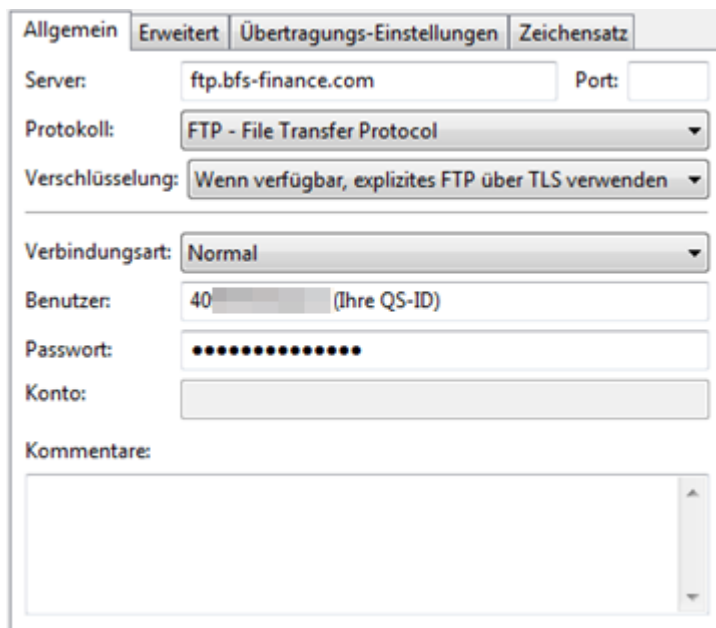 Allgemein Erweitert Übertragungs-Einstellungen Zeichensatz
Server: ftp.bfs-finance.com Port:
Protokoll: FTP - File Transfer Protocol
Verschlüsselung: Wenn verfügbar, explizites FTP über TLS verwenden
Verbindungsart: Normal
Benutzer: 40 (Ihre QS-ID)
Passwort: ●●●●●●●●●●●●●●
Konto:
Kommentare: